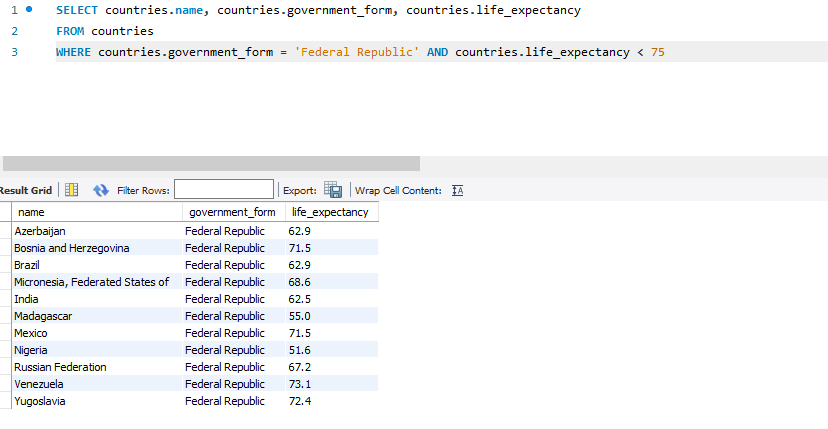 1 SELECT countries.name, countries.government_form, countries.life_expectancy
2 FROM countries
3 WHERE countries.government_form = 'Federal Republic' AND countries.life_expectancy < 75
Result Grid Filter Rows: Export: Wrap Cell Content: IA
name government_form life_expectancy
Azerbaijan Federal Republic 62.9
Bosnia and Herzegovina Federal Republic 71.5
Brazil Federal Republic 62.9
Micronesia, Federated States of Federal Republic 68.6
India Federal Republic 62.5
Madagascar Federal Republic 55.0
Mexico Federal Republic 71.5
Nigeria Federal Republic 51.6
Russian Federation Federal Republic 67.2
Venezuela Federal Republic 73.1
Yugoslavia Federal Republic 72.4